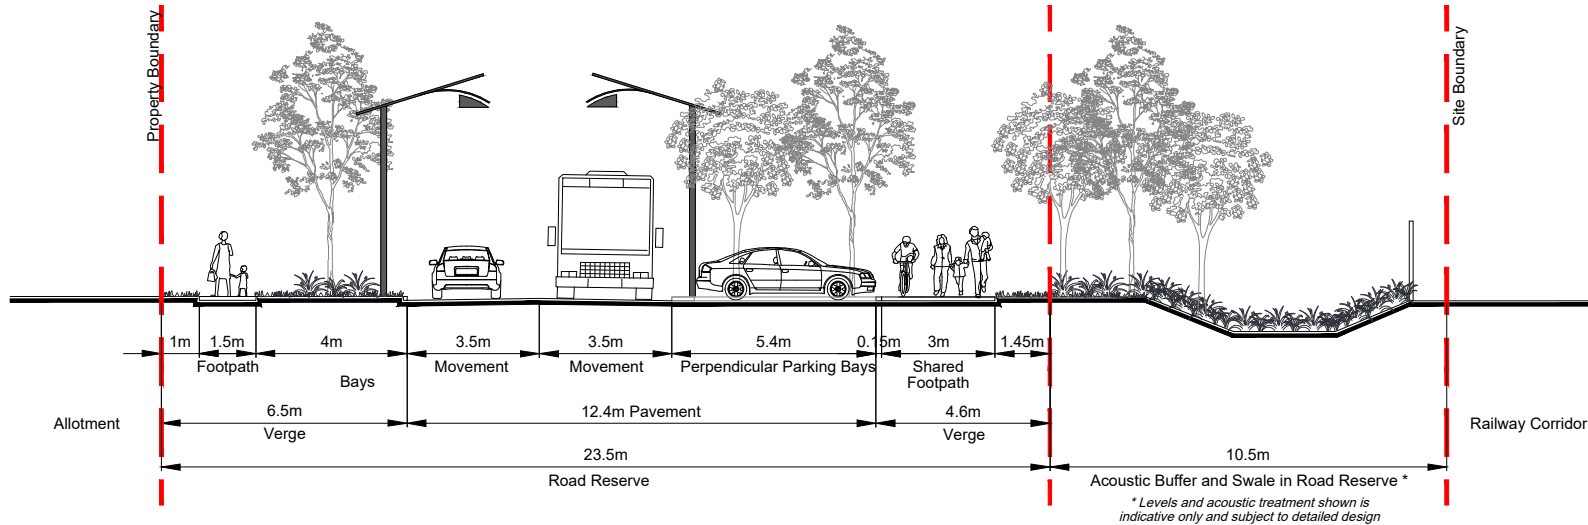 Property Boundary
Site Boundary
1m
1.5m
4m
3.5m
3.5m
5.4m
0.15m
3m
1.45m
Footpath
Bays
Movement
Movement
Perpendicular Parking Bays
Shared
Footpath
6.5m
12.4m Pavement
4.6m
Verge
Verge
Allotment
Railway Corridor
23.5m
10.5m
Road Reserve
Acoustic Buffer and Swale in Road Reserve *
* Levels and acoustic treatment shown is
indicative only and subject to detailed design